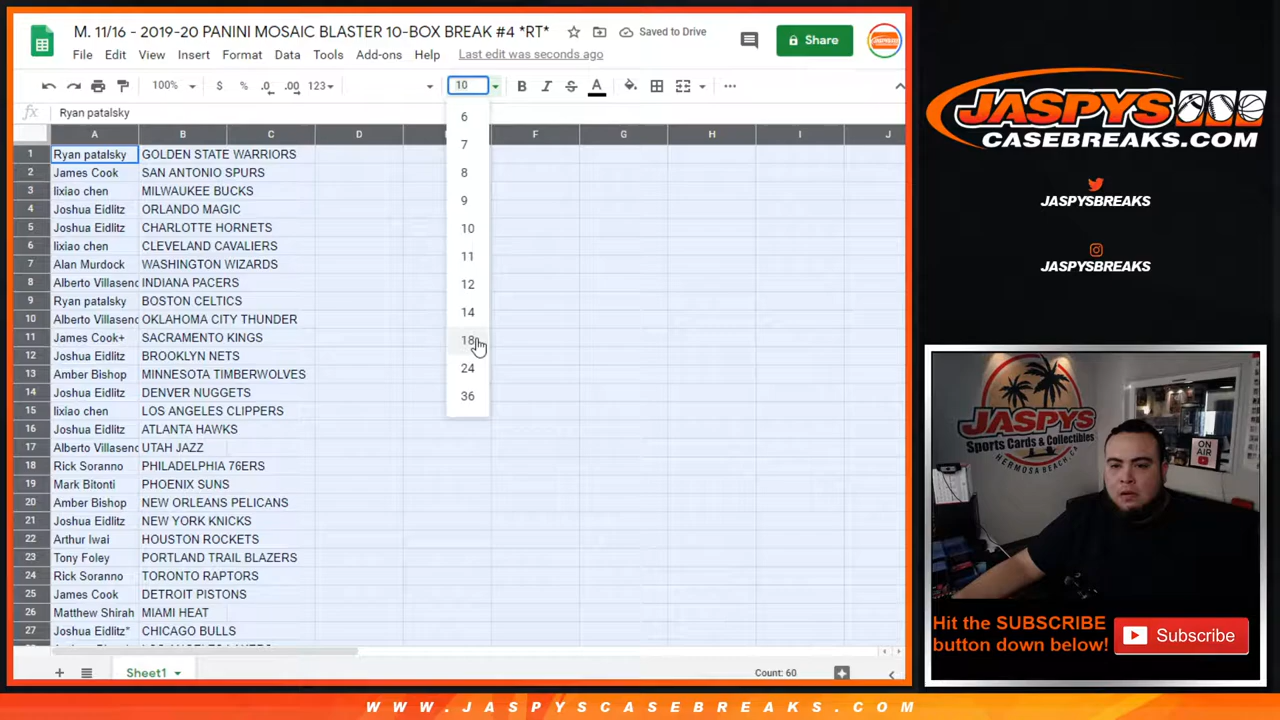 M. 11/16 - 2019-20 PANINI MOSAIC BLASTER 10-BOX BREAK #4 *RT*
Saved to Drive
File Edit View Insert Format Data Tools Add-ons Help Last edit was seconds ago
Share
100% $ % .0 .00 123 10 B I S A
fx Ryan patalsky
A B C D F G H I J
1 Ryan patalsky GOLDEN STATE WARRIORS
2 James Cook SAN ANTONIO SPURS
3 lixiao chen MILWAUKEE BUCKS
4 Joshua Eidlitz ORLANDO MAGIC
5 Joshua Eidlitz CHARLOTTE HORNETS
6 lixiao chen CLEVELAND CAVALIERS
7 Alan Murdock WASHINGTON WIZARDS
8 Alberto Villasenc INDIANA PACERS
9 Ryan patalsky BOSTON CELTICS
10 Alberto Villasenc OKLAHOMA CITY THUNDER
11 James Cook+ SACRAMENTO KINGS
12 Joshua Eidlitz BROOKLYN NETS
13 Amber Bishop MINNESOTA TIMBERWOLVES
14 Joshua Eidlitz DENVER NUGGETS
15 lixiao chen LOS ANGELES CLIPPERS
16 James Cook ATLANTA HAWKS
17 Alberto Villasenc UTAH JAZZ
18 Rick Soranno PHILADELPHIA 76ERS
19 Mark Bitonti PHOENIX SUNS
20 Amber Bishop NEW ORLEANS PELICANS
21 Joshua Eidlitz NEW YORK KNICKS
22 Arthur Iwai HOUSTON ROCKETS
23 Tony Foley PORTLAND TRAIL BLAZERS
24 Rick Soranno TORONTO RAPTORS
25 James Cook DETROIT PISTONS
26 Matthew Shirah MIAMI HEAT
27 Joshua Eidlitz" CHICAGO BULLS
6
7
8
9
10
11
12
14
18
24
36
Sheet1
Count: 60
JASPYS
CASEBREAKS.COM
JASPYSBREAKS
JASPYSBREAKS
JASPYS
Sports Cards & Collectibles
HERMOSA BEACH, CA
ON AIR
Hit the SUBSCRIBE
button down below!
Subscribe
WWW.JASPYSCASEBREAKS.COM